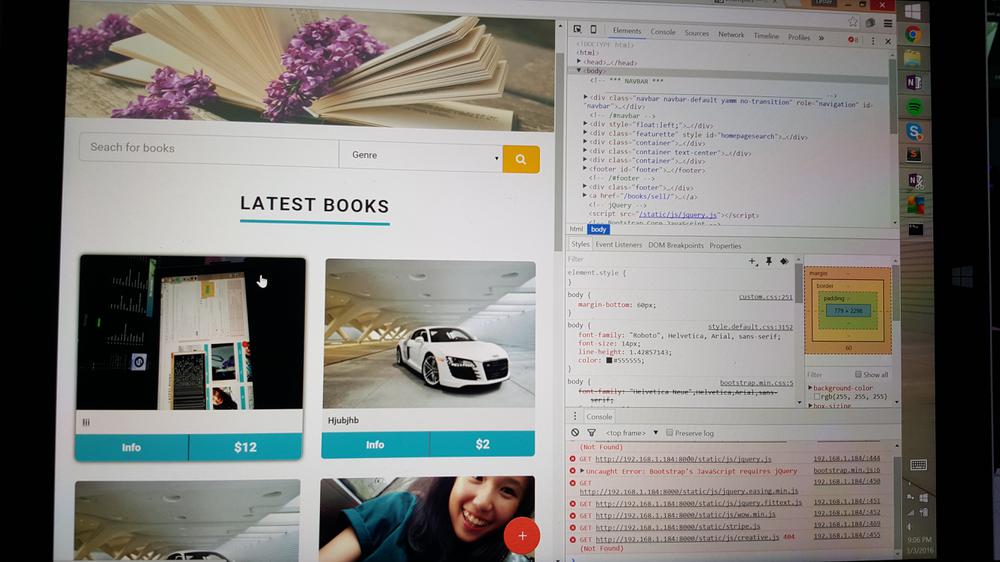 Seach for books
Genre
LATEST BOOKS
Iii
Info
$12
Hjubjhb
Info
$2
+
Elements Console Sources Network Timeline Profiles » 8
<!DOCTYPE html>
<html>
<head>…</head>
<body>
<!-- *** NAVBAR ***
<div class="navbar navbar-default yamm no-transition" role="navigation" id=
"navbar">…</div>
<!-- /#navbar -->
<div style="float:left;">…</div>
<div class="featurette" style id="homepagesearch">…</div>
<div class="container">…</div>
<div class="container text-center">…</div>
<div class="container">…</div>
<footer id="footer">…</footer>
<!-- /#footer -->
<div class="footer">…</div>
<a href="/books/sell/">…</a>
<!-- jQuery -->
<script src="/static/js/jquery.js"></script>
<!-- Bootstrap Core JavaScript -->
html body
Styles Event Listeners DOM Breakpoints Properties
Filter
element.style {
}
body { custom.css:251
margin-bottom: 60px;
}
body { style.default.css:3152
font-family: "Roboto", Helvetica, Arial, sans-serif;
font-size: 14px;
line-height: 1.42857143;
color: #555555;
}
body { bootstrap.min.css:5
font-family: "Helvetica Neue",Helvetica,Arial,sans-
serif;
margin -
border -
padding -
779 × 2298
60
Filter Show all
background-color
rgb(255, 255, 255)
box-sizing
Console
<top frame> Preserve log
(Not Found)
GET http://192.168.1.184:8000/static/js/jquery.js 192.168.1.184/:444
Uncaught Error: Bootstrap's JavaScript requires jQuery bootstrap.min.js:6
GET 192.168.1.184/:450
http://192.168.1.184:8000/static/js/jquery.easing.min.js
GET http://192.168.1.184:8000/static/js/jquery.fittext.js 192.168.1.184/:451
GET http://192.168.1.184:8000/static/js/wow.min.js 192.168.1.184/:452
GET http://192.168.1.184:8000/static/stripe.js 192.168.1.184/:469
GET http://192.168.1.184:8000/static/js/creative.js 404 192.168.1.184/:455
(Not Found)
9:06 PM
3/3/2016